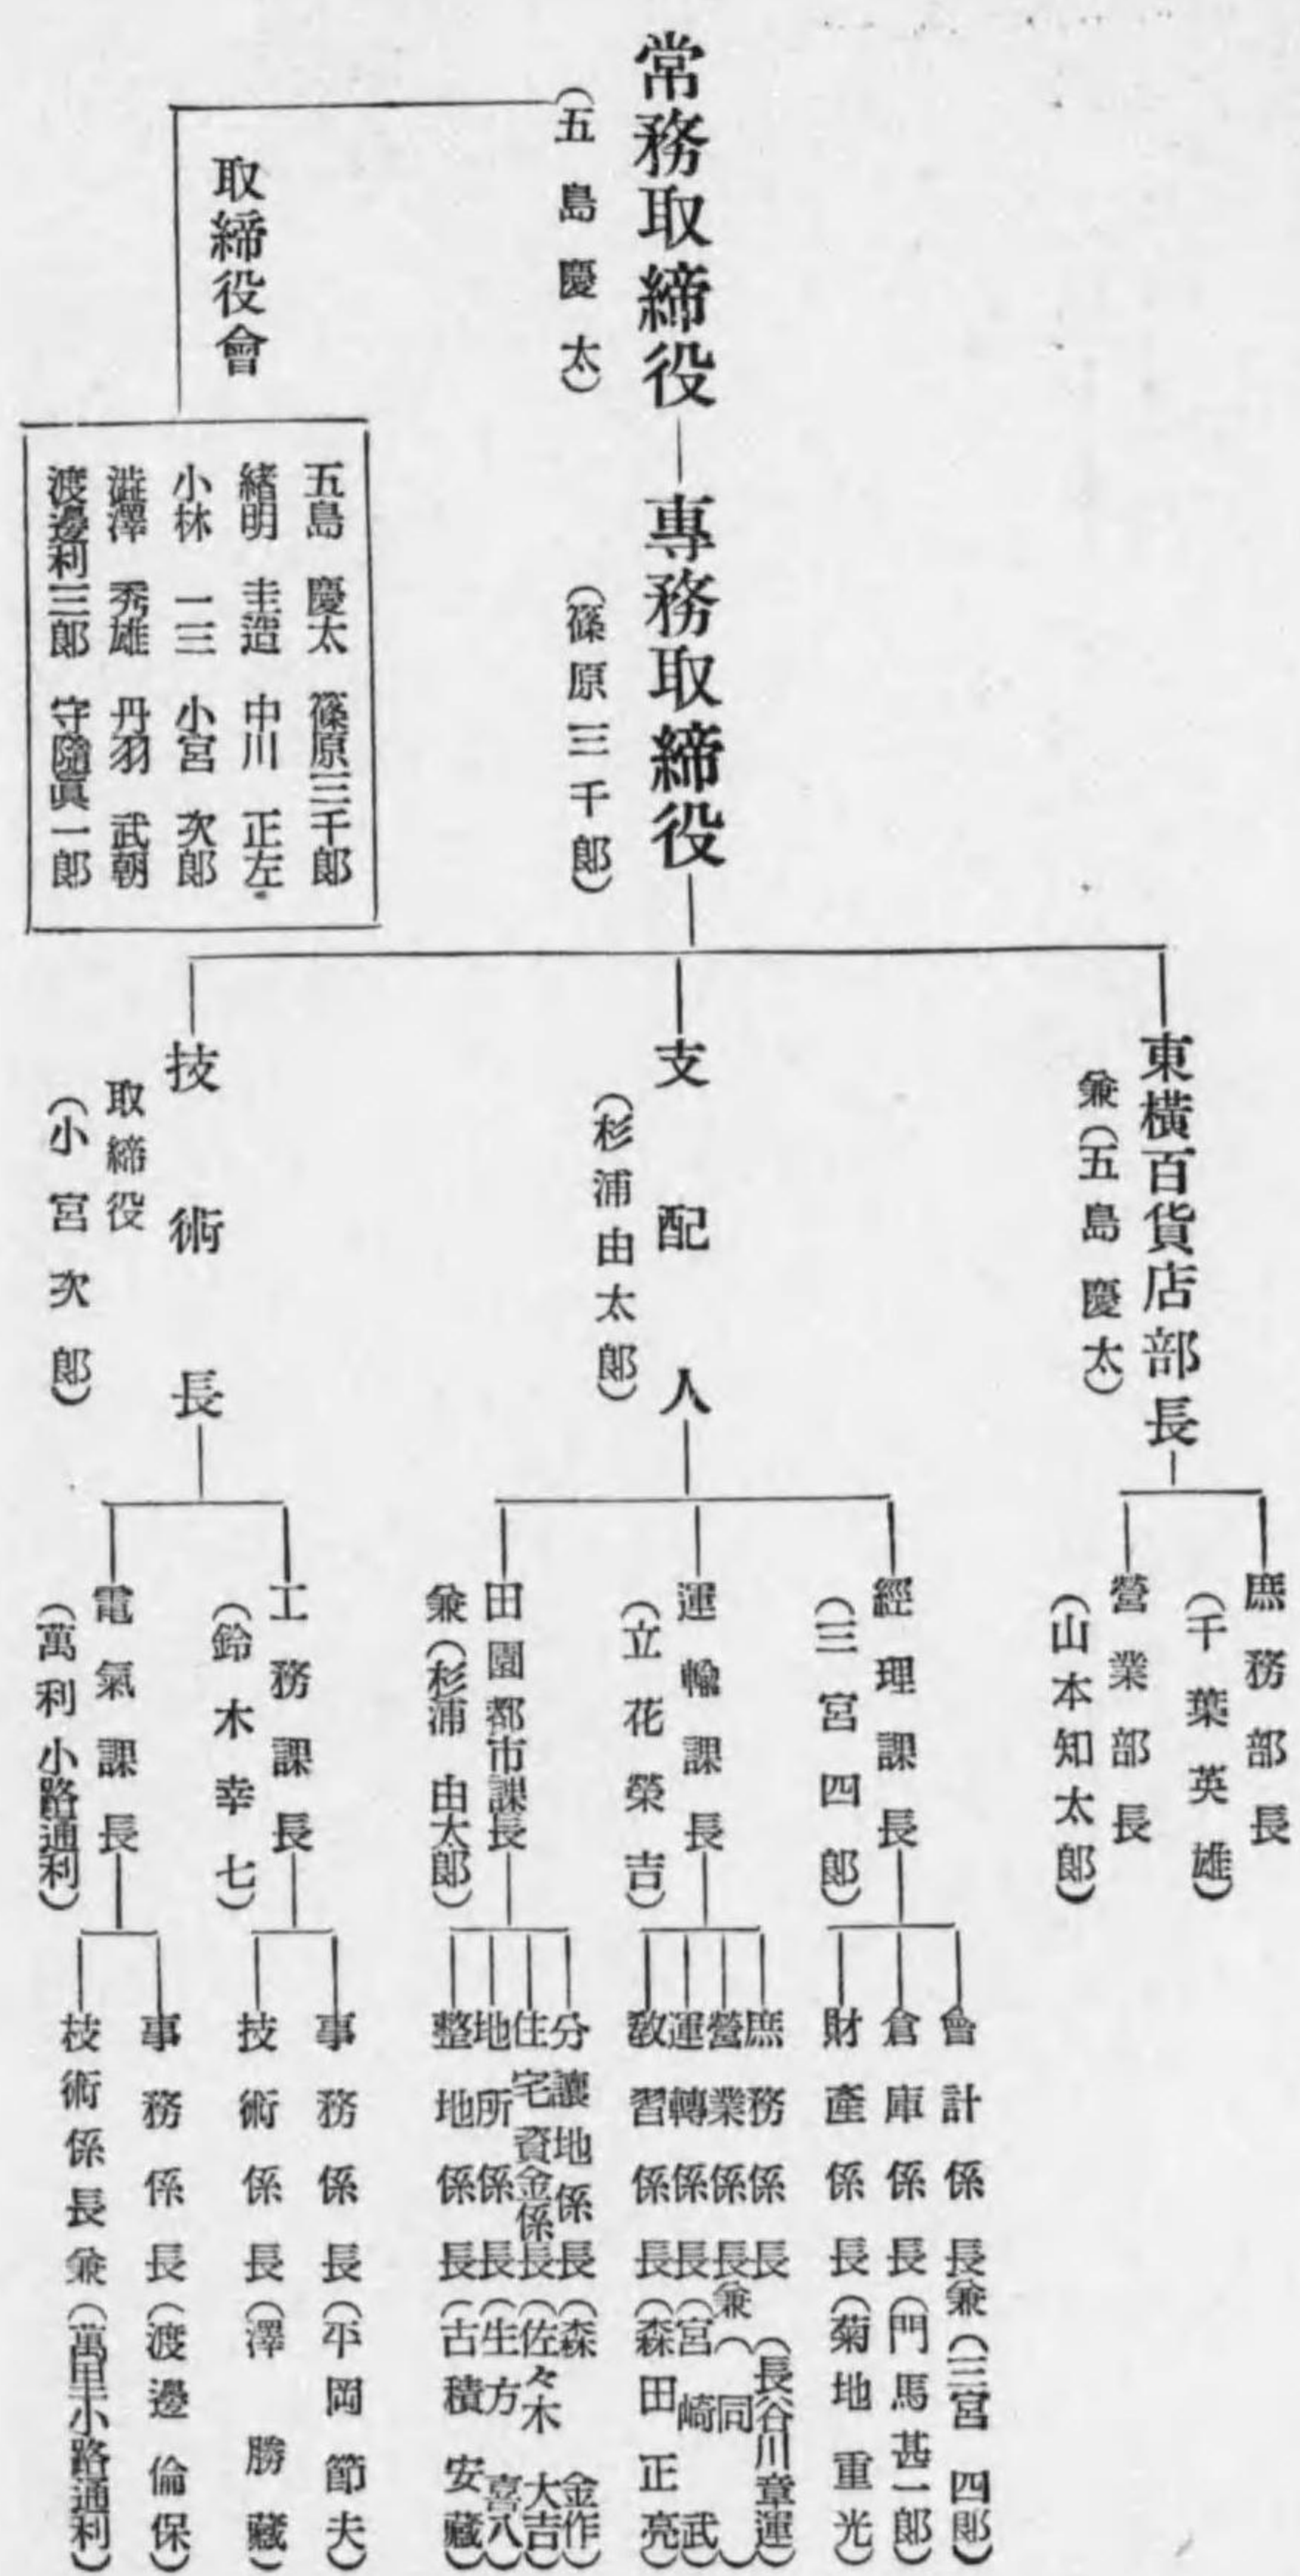 常務取締役
(五島慶太)
專務取締役
(篠原三千郎)
取締役會
五島慶太 篠原三千郎
緒明圭造 中川正左
小林一三 小宮次郎
澁澤秀雄 丹羽武朝
渡邊利三郎 守隨眞一郎
東横百貨店部長
兼(五島慶太)
庶務部長
(千葉英雄)
營業部長
(山本知太郎)
支配人
(杉浦由太郎)
經理課長
(三宮四郎)
會計係長兼(三宮四郎)
倉庫係長(門馬甚一郎)
財產係長(菊地重光)
運輸課長
(立花榮吉)
庶務係長(長谷川章運)
營業係長兼(同)
運轉係長(宮崎武)
敎習係長(森田正亮)
田園都市課長
兼(杉浦由太郎)
分讓地係長(森金作)
住宅資金係長(佐々木大吉)
地所係長(生方喜八)
整地係長(古積安藏)
技術長
取締役
(小宮次郎)
工務課長
(鈴木幸七)
事務係長(平岡節夫)
技術係長(澤勝藏)
電氣課長
(萬利小路通利)
事務係長(渡邊倫保)
技術係長兼(萬里小路通利)